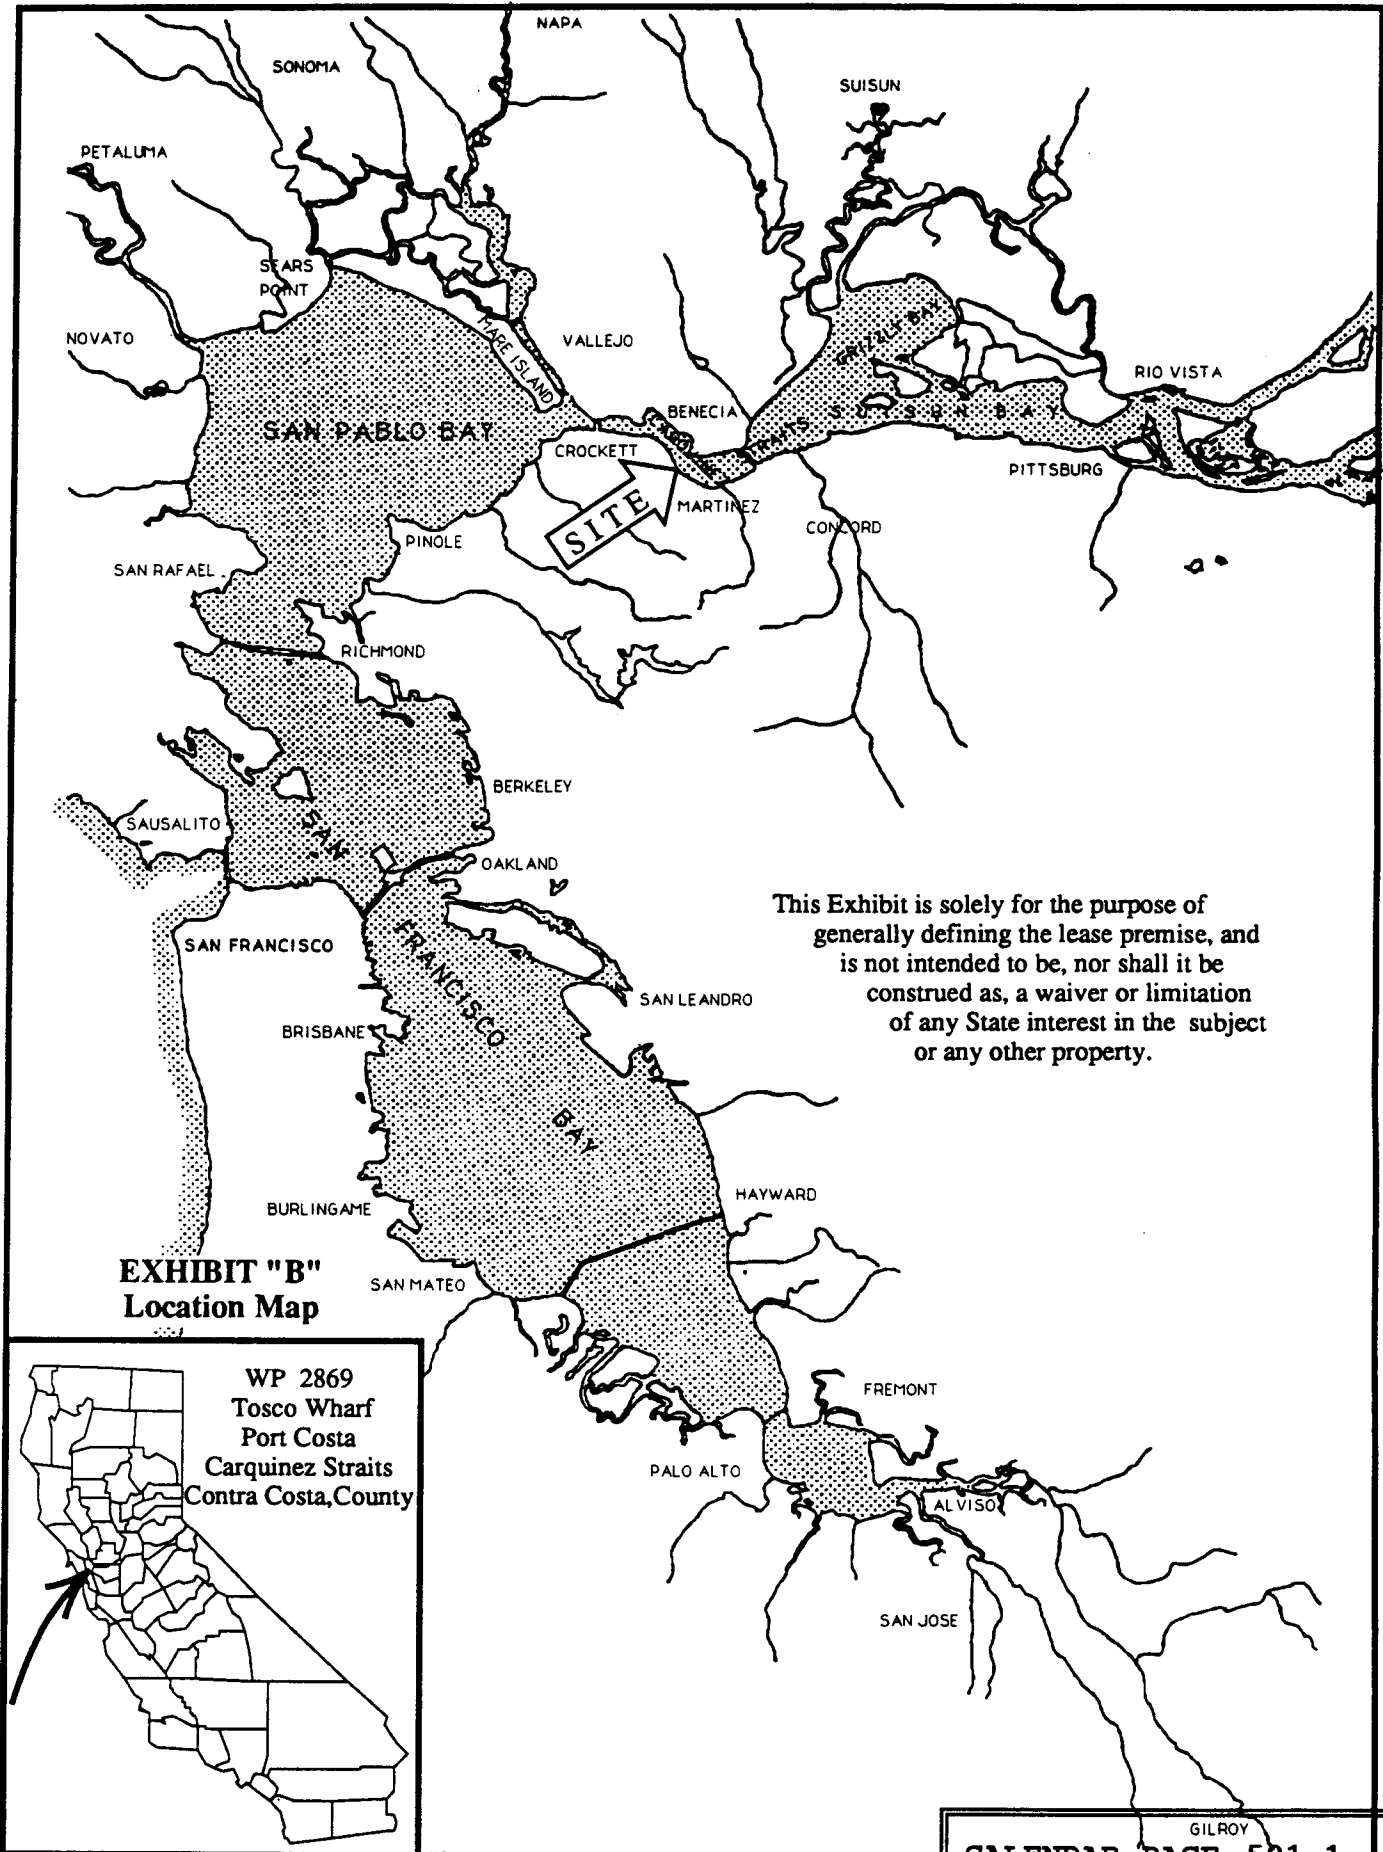 NAPA
SONOMA
SUISUN
PETALUMA
SEARS
POINT
NOVATO
MARE ISLAND
VALLEJO
GRIZZLY BAY
RIO VISTA
BENECIA
SAN PABLO BAY
STRAITS
SUISUN BAY
CROCKETT
PITTSBURG
SITE
MARTINEZ
CONCORD
PINOLE
SAN RAFAEL
RICHMOND
BERKELEY
SAUSALITO
SAN
OAKLAND
This Exhibit is solely for the purpose of
generally defining the lease premise, and
is not intended to be, nor shall it be
construed as, a waiver or limitation
of any State interest in the subject
or any other property.
SAN FRANCISCO
FRANCISCO
SAN LEANDRO
BRISBANE
BAY
HAYWARD
BURLINGAME
EXHIBIT "B"
Location Map
SAN MATEO
WP 2869
Tosco Wharf
Port Costa
Carquinez Straits
Contra Costa,County
FREMONT
PALO ALTO
ALVISO
SAN JOSE
GILROY
CALENDAR PAGE 501.1